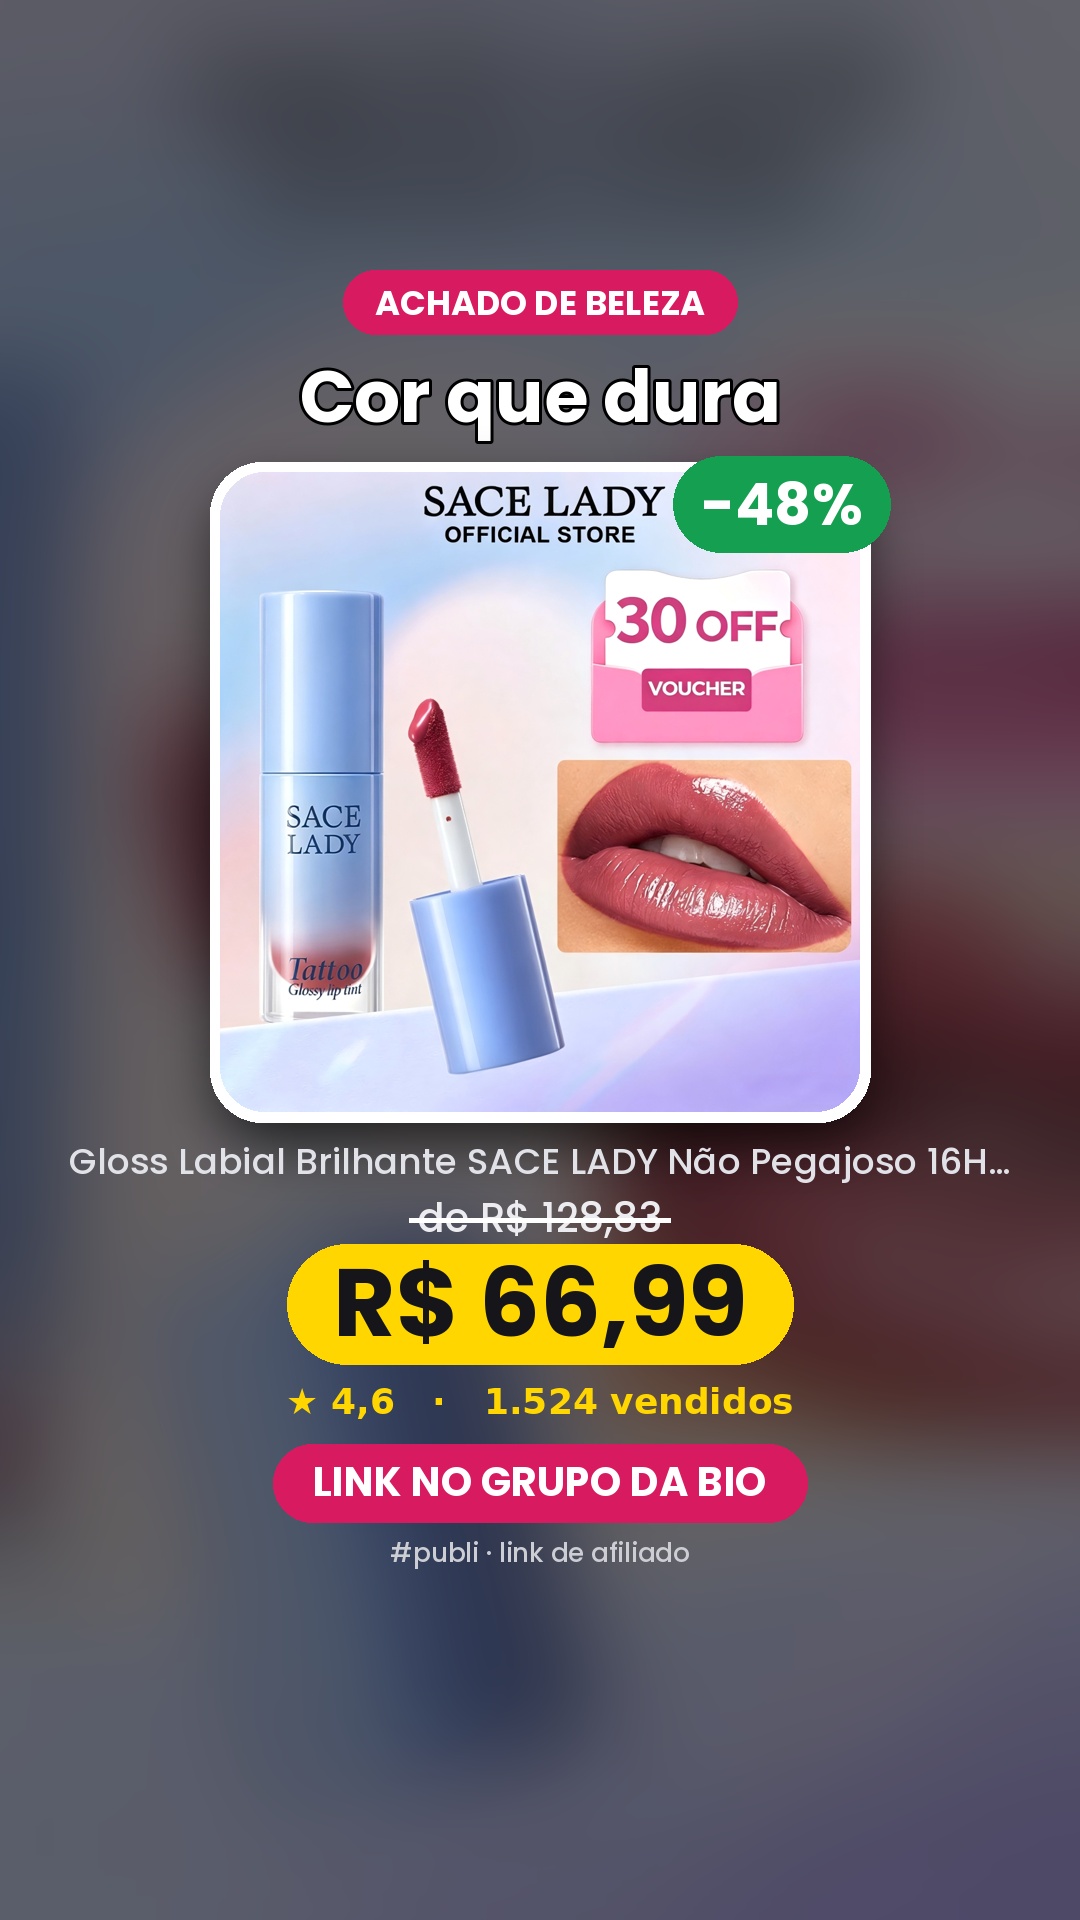 ACHADO DE BELEZA
Cor que dura
-48%
SACE LADY
OFFICIAL STORE
30 OFF
VOUCHER
SACE
LADY
Tattoo
Glossy lip tint
Gloss Labial Brilhante SACE LADY Não Pegajoso 16H...
de R$ 128,83
R$ 66,99
★ 4,6 · 1.524 vendidos
LINK NO GRUPO DA BIO
#publi · link de afiliado